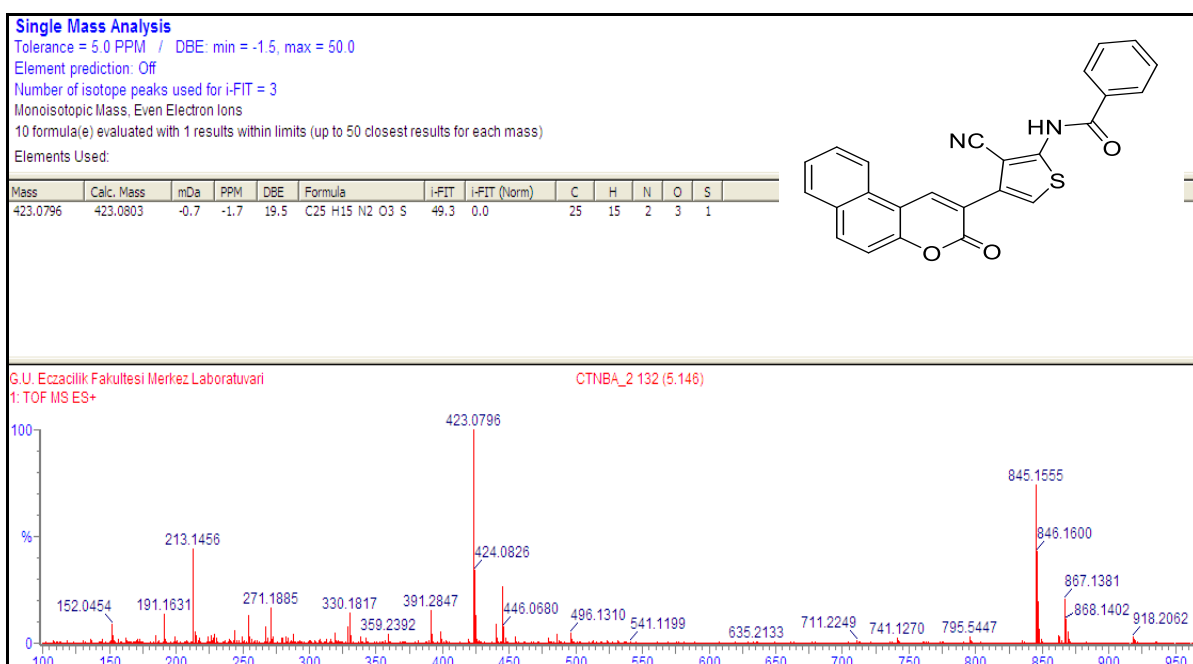 Single Mass Analysis
Tolerance = 5.0 PPM / DBE: min = -1.5, max = 50.0
Element prediction: Off
Number of isotope peaks used for i-FIT = 3
Monoisotopic Mass, Even Electron Ions
10 formula(e) evaluated with 1 results within limits (up to 50 closest results for each mass)
Elements Used:
Mass Calc. Mass mDa PPM DBE Formula i-FIT i-FIT (Norm) C H N O S
423.0796 423.0803 -0.7 -1.7 19.5 C25 H15 N2 O3 S 49.3 0.0 25 15 2 3 1
NC
HN
O
S
O
O
G.U. Eczacilik Fakultesi Merkez Laboratuvari CTNBA_2 132 (5.146)
1: TOF MS ES+
100
%
0
423.0796
845.1555
846.1600
213.1456
424.0826
867.1381
152.0454
191.1631
271.1885
330.1817
391.2847
446.0680
868.1402
359.2392
496.1310
541.1199
635.2133
711.2249
741.1270
795.5447
918.2062
100 150 200 250 300 350 400 450 500 550 600 650 700 750 800 850 900 950